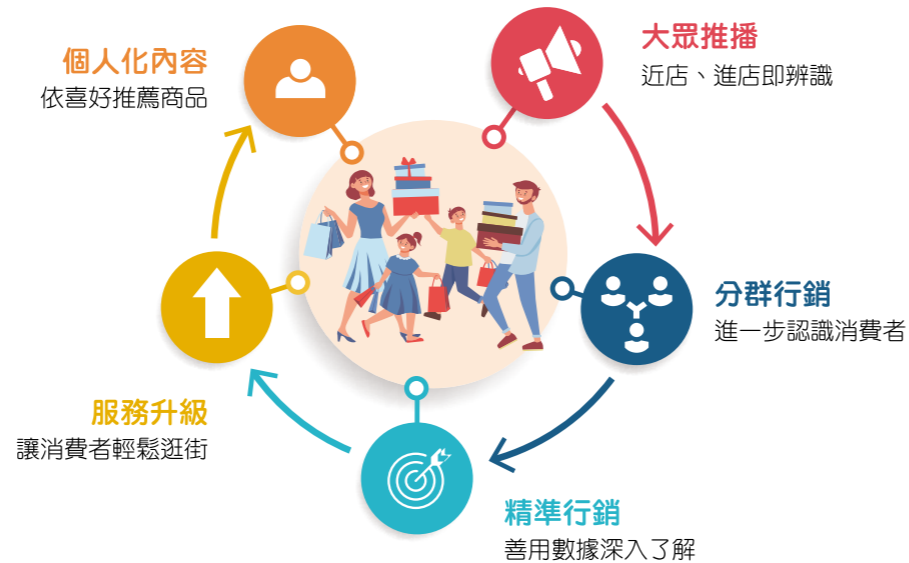 個人化內容
依喜好推薦商品
大眾推播
近店、進店即辨識
分群行銷
進一步認識消費者
服務升級
讓消費者輕鬆逛街
精準行銷
善用數據深入了解